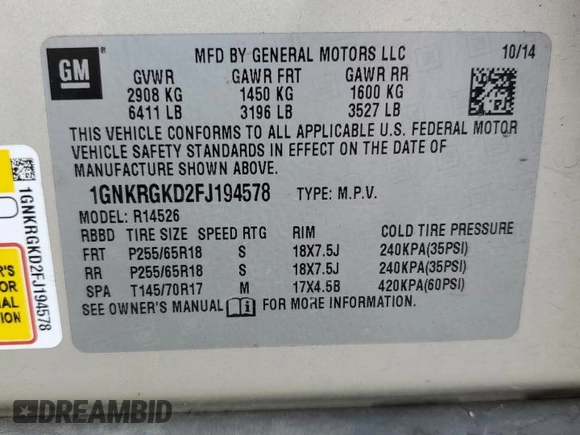 GM
MFD BY GENERAL MOTORS LLC 10/14
GVWR GAWR FRT GAWR RR
2908 KG 1450 KG 1600 KG
6411 LB 3196 LB 3527 LB
THIS VEHICLE CONFORMS TO ALL APPLICABLE U.S. FEDERAL MOTOR
VEHICLE SAFETY STANDARDS IN EFFECT ON THE DATE OF
MANUFACTURE SHOWN ABOVE.
1GNKRGKD2FJ194578 TYPE: M.P.V.
MODEL: R14526
RBBD TIRE SIZE SPEED RTG RIM COLD TIRE PRESSURE
FRT P255/65R18 S 18X7.5J 240KPA(35PSI)
RR P255/65R18 S 18X7.5J 240KPA(35PSI)
SPA T145/70R17 M 17X4.5B 420KPA(60PSI)
SEE OWNER'S MANUAL FOR MORE INFORMATION.
1GNKRGKD2FJ194578
DREAMBID